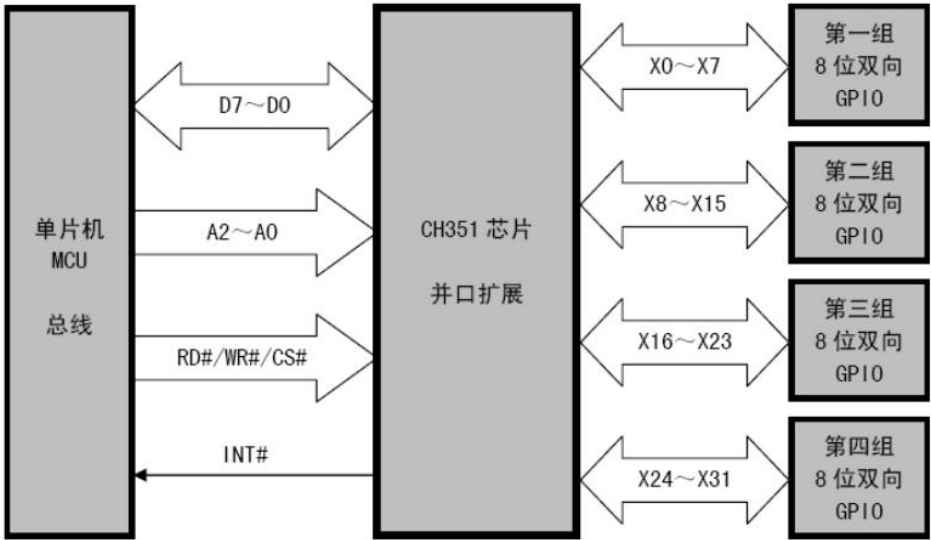 单片机
MCU
总线
D7～D0
A2～A0
RD#/WR#/CS#
INT#
CH351 芯片
并口扩展
X0～X7
第一组
8 位双向
GPIO
X8～X15
第二组
8 位双向
GPIO
X16～X23
第三组
8 位双向
GPIO
X24～X31
第四组
8 位双向
GPIO